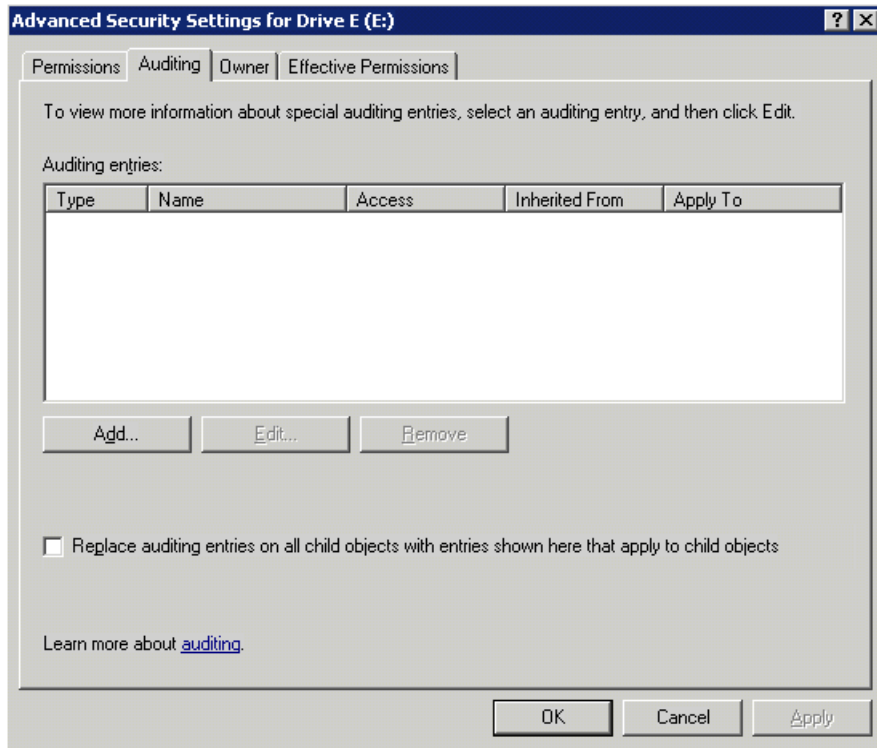 Advanced Security Settings for Drive E (E:)
Permissions Auditing Owner Effective Permissions
To view more information about special auditing entries, select an auditing entry, and then click Edit.
Auditing entries:
Type Name Access Inherited From Apply To
Add... Edit... Remove
Replace auditing entries on all child objects with entries shown here that apply to child objects
Learn more about auditing.
OK Cancel Apply